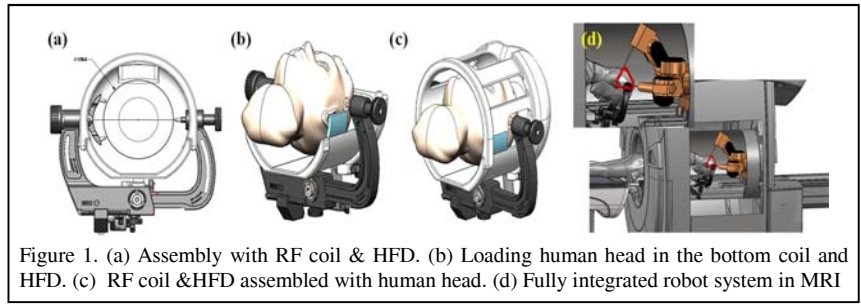 (a)
(b)
(c)
(d)
Figure 1. (a) Assembly with RF coil & HFD. (b) Loading human head in the bottom coil and
HFD. (c) RF coil &HFD assembled with human head. (d) Fully integrated robot system in MRI